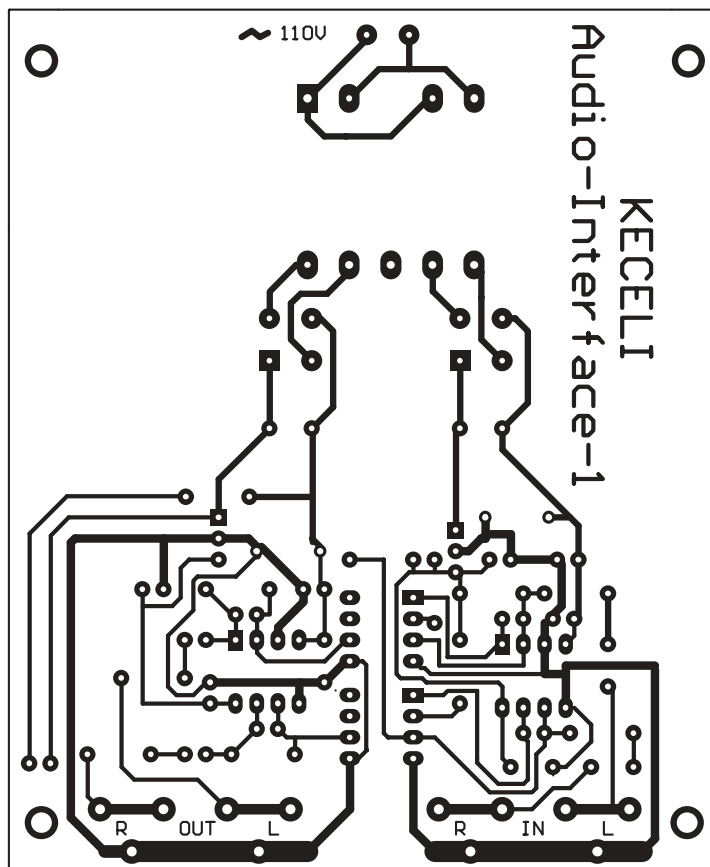 ~ 110V
KECELI
Audio-Interface-1
R OUT L
R IN L